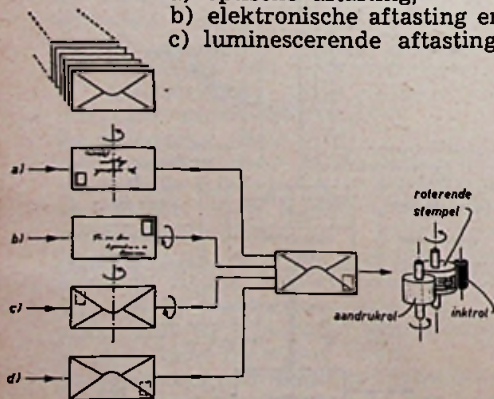 b) elektronische aftasting en
c) luminescerende aftasting
a)
b)
c)
d)
roterende
stempel
aandrukrol
inktrol